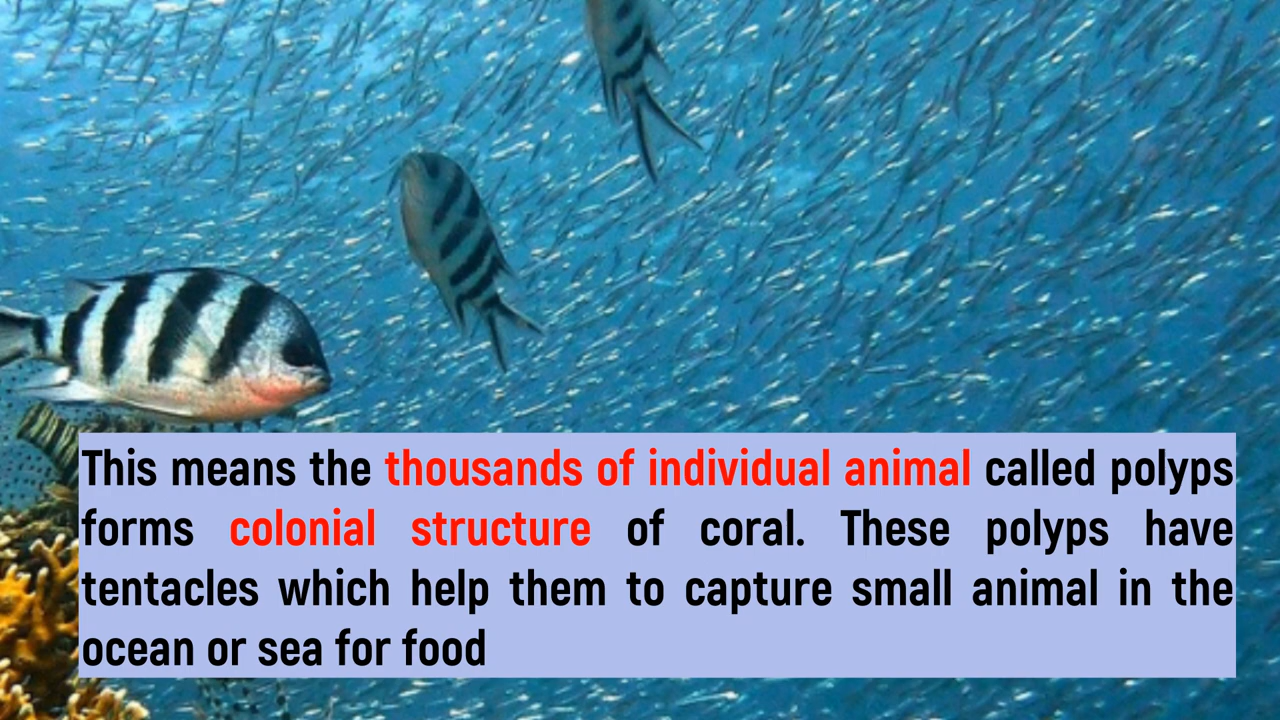 This means the thousands of individual animal called polyps
forms colonial structure of coral. These polyps have
tentacles which help them to capture small animal in the
ocean or sea for food